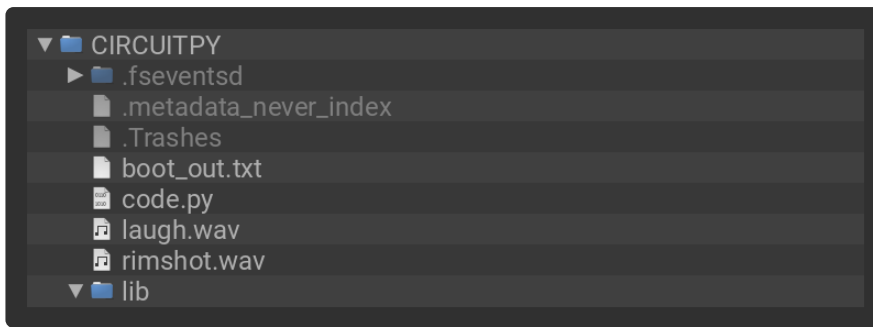 CIRCUITPY
.fseventsd
.metadata_never_index
.Trashes
boot_out.txt
code.py
laugh.wav
rimshot.wav
lib